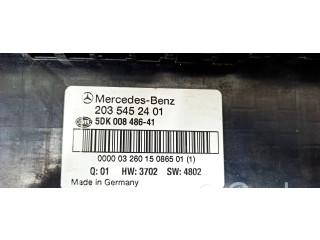 Mercedes-Benz
203 545 24 01
5DK 008 486-41
0000 03 260 15 0865 01 (1)
Q: 01 HW: 3702 SW: 4802
Made in Germany